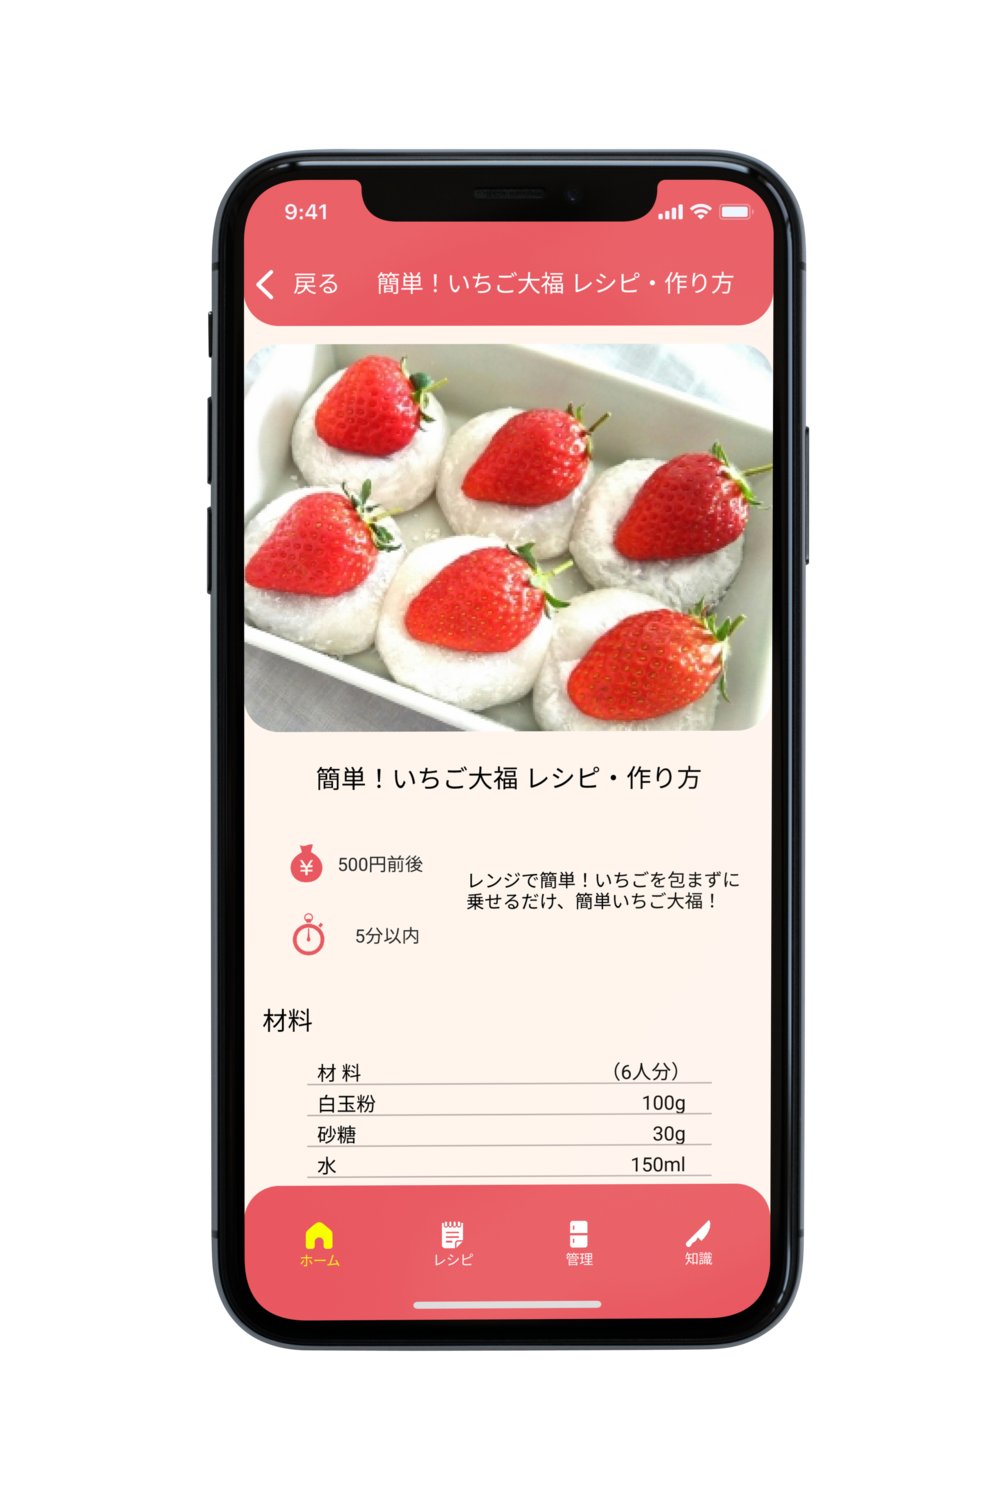 9:41
戻る 簡単！いちご大福 レシピ・作り方
簡単！いちご大福 レシピ・作り方
¥ 500円前後
5分以内
レンジで簡単！いちごを包まずに
乗せるだけ、簡単いちご大福！
材料
材 料 （6人分）
白玉粉 100g
砂糖 30g
水 150ml
ホーム レシピ 管理 知識